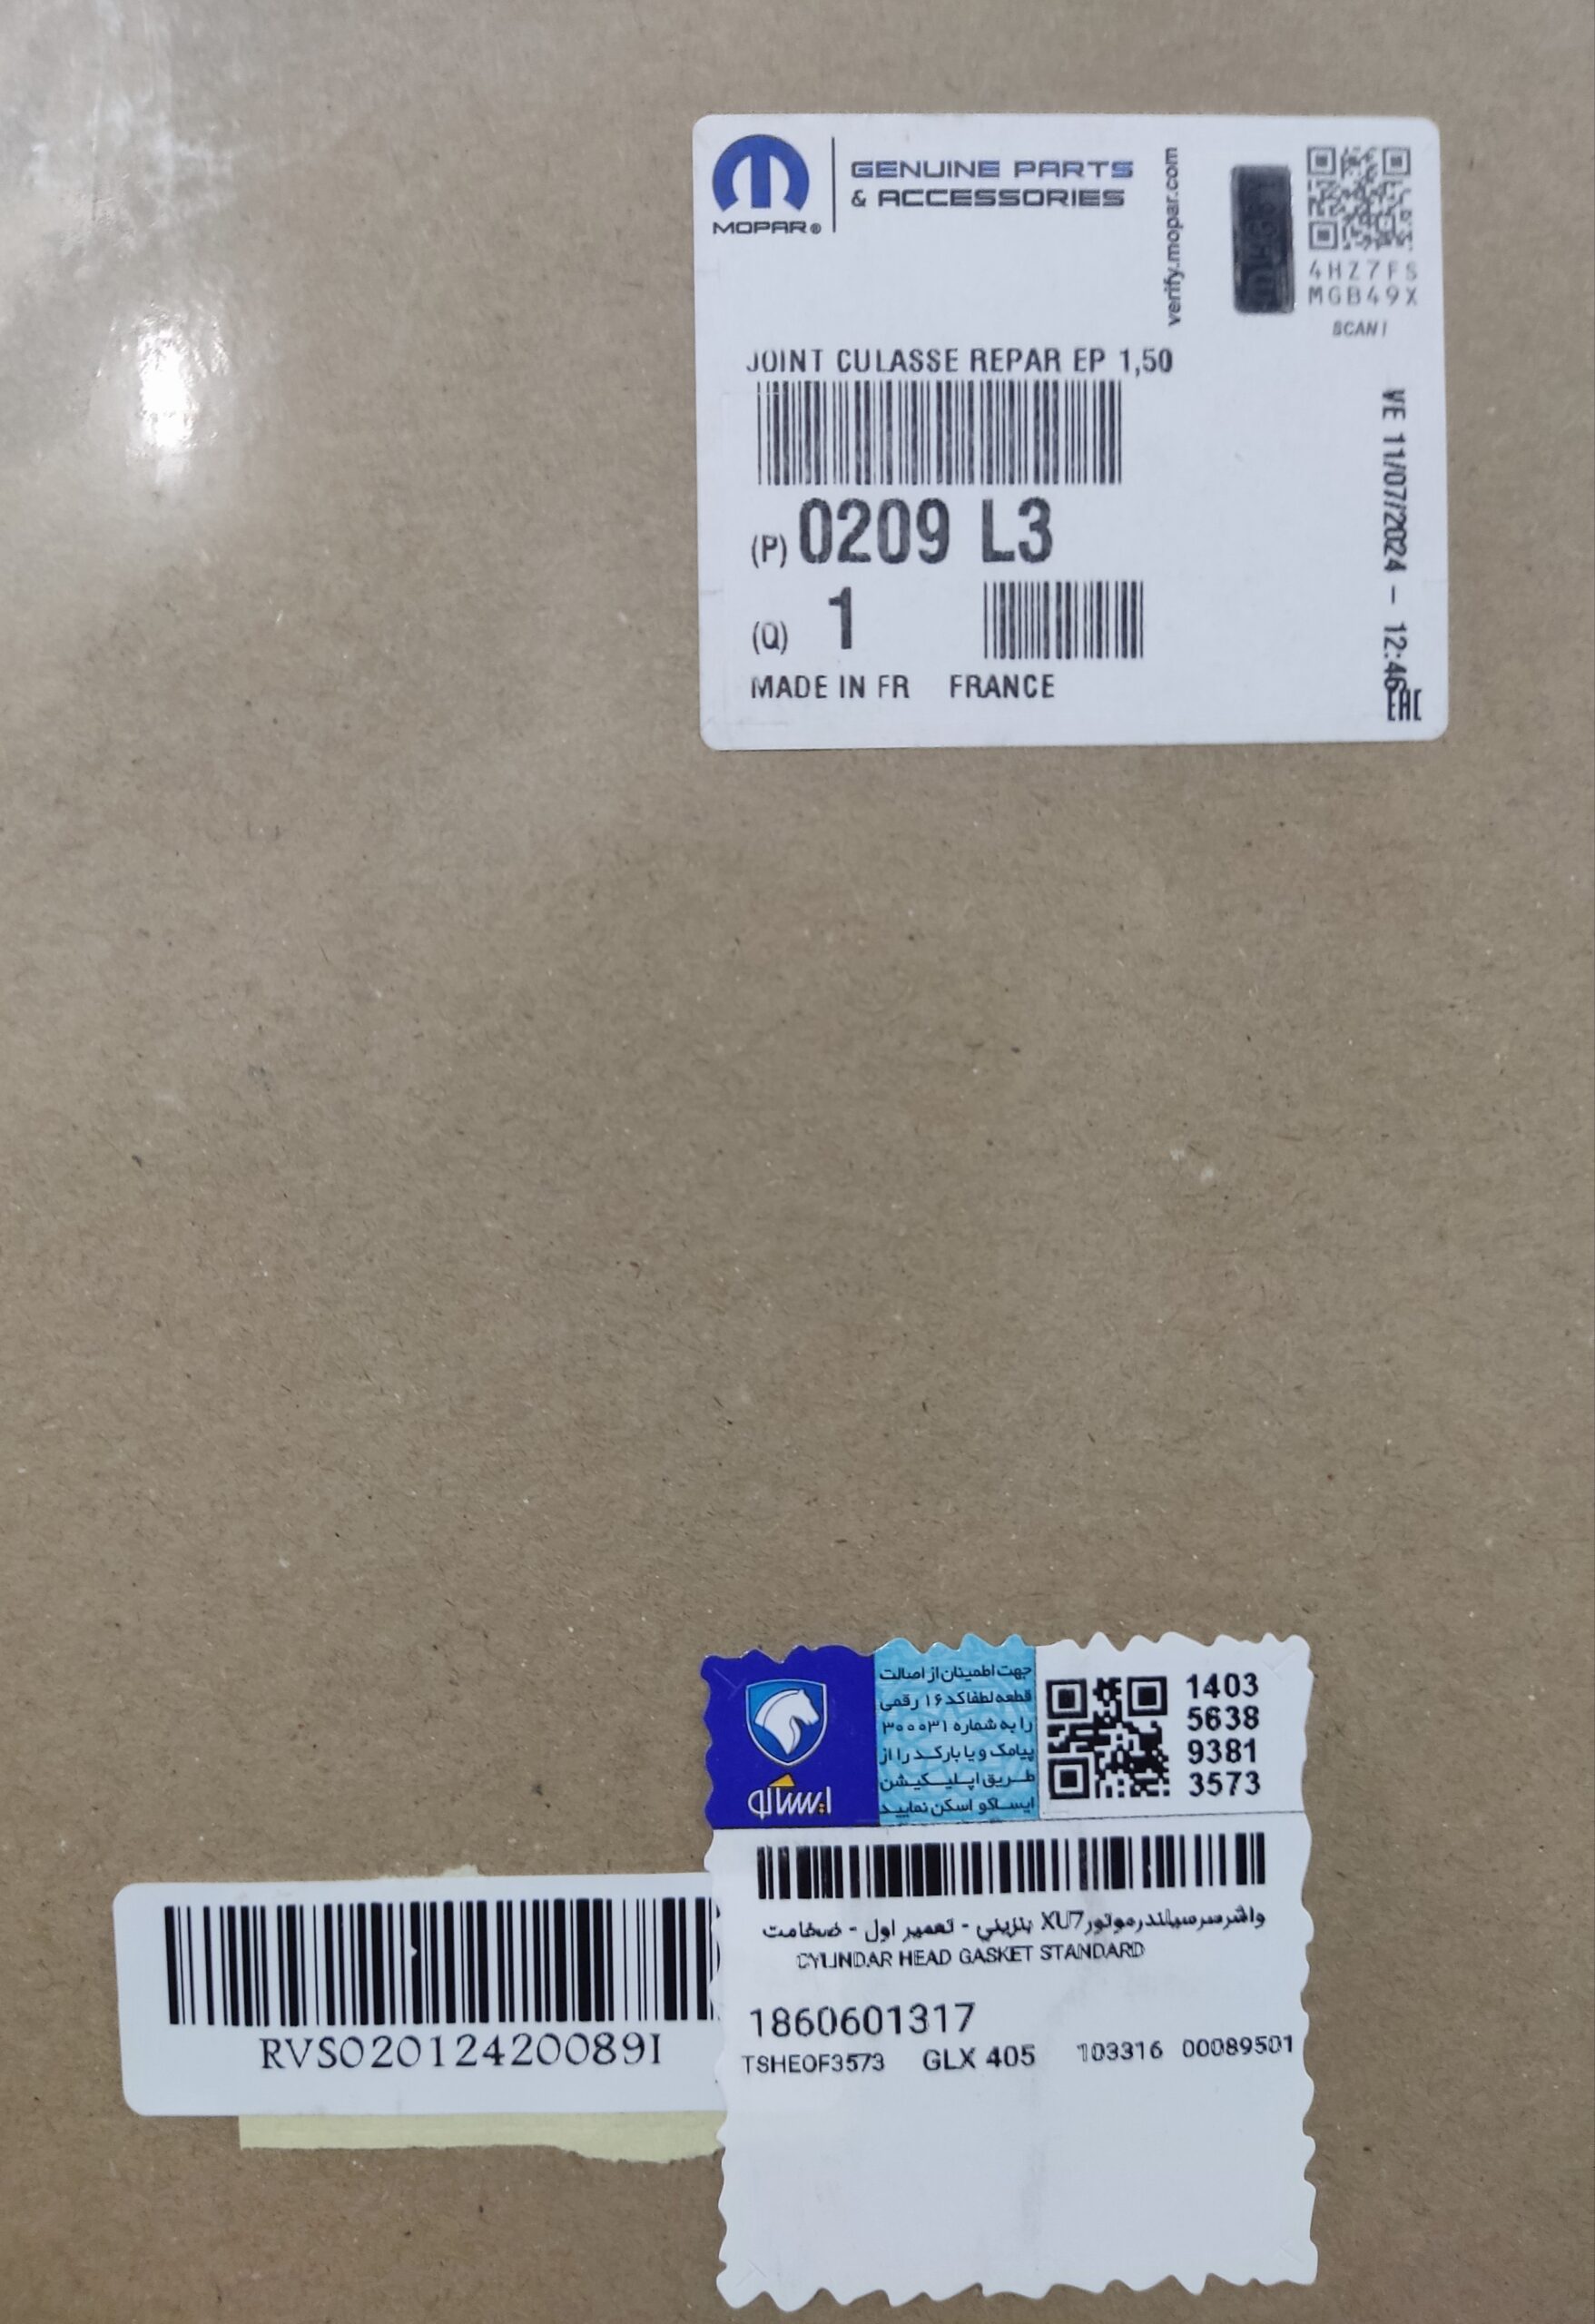 MOPAR®
GENUINE PARTS
& ACCESSORIES
verify.mopar.com
4HZ7FS
MGB49X
SCAN!
JOINT CULASSE REPAR EP 1,50
(P) 0209 L3
(Q) 1
MADE IN FR FRANCE
VE 11/07/2024 - 12:46
EAC
ایساکو
جهت اطمینان از اصالت
قطعه لطفا کد ۱۶ رقمی
را به شماره ۳۰۰۰۳۱
پیامک و یا بارکد را از
طریق اپلیکیشن
ایساکو اسکن نمایید
1403
5638
9381
3573
واشرسرسیلندرموتورXU7 بنزیني - تعمیر اول - ضخامت
CYLINDAR HEAD GASKET STANDARD
1860601317
TSHEOF3573 GLX 405 103316 00089501
RVS020124200891